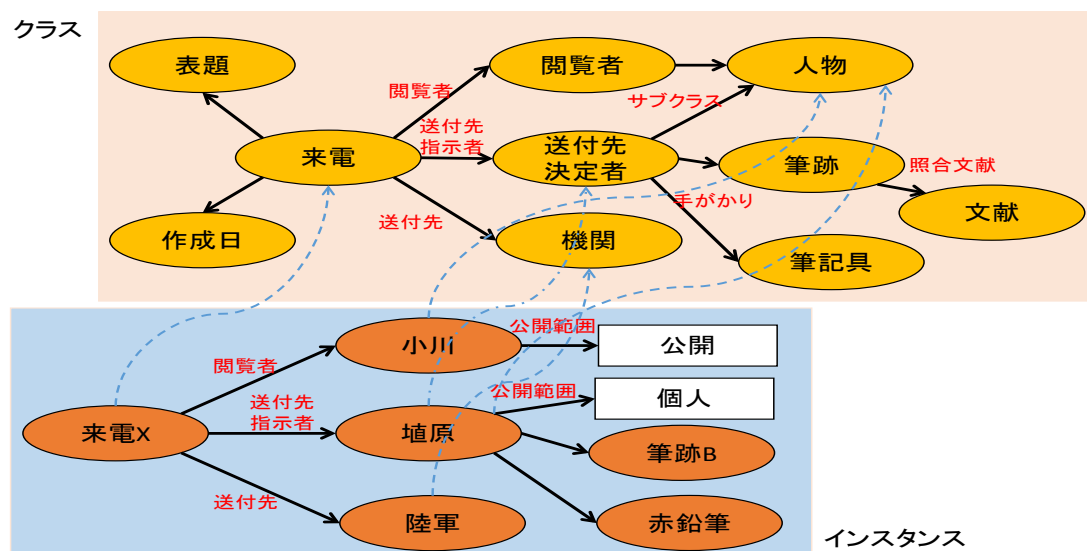 クラス
表題
閲覧者
閲覧者
人物
サブクラス
来電
送付先
指示者
送付先
決定者
筆跡
照合文献
文献
手がかり
作成日
送付先
機関
筆記具
小川
公開範囲
公開
閲覧者
公開範囲
個人
来電X
送付先
指示者
埴原
筆跡B
送付先
陸軍
赤鉛筆
インスタンス